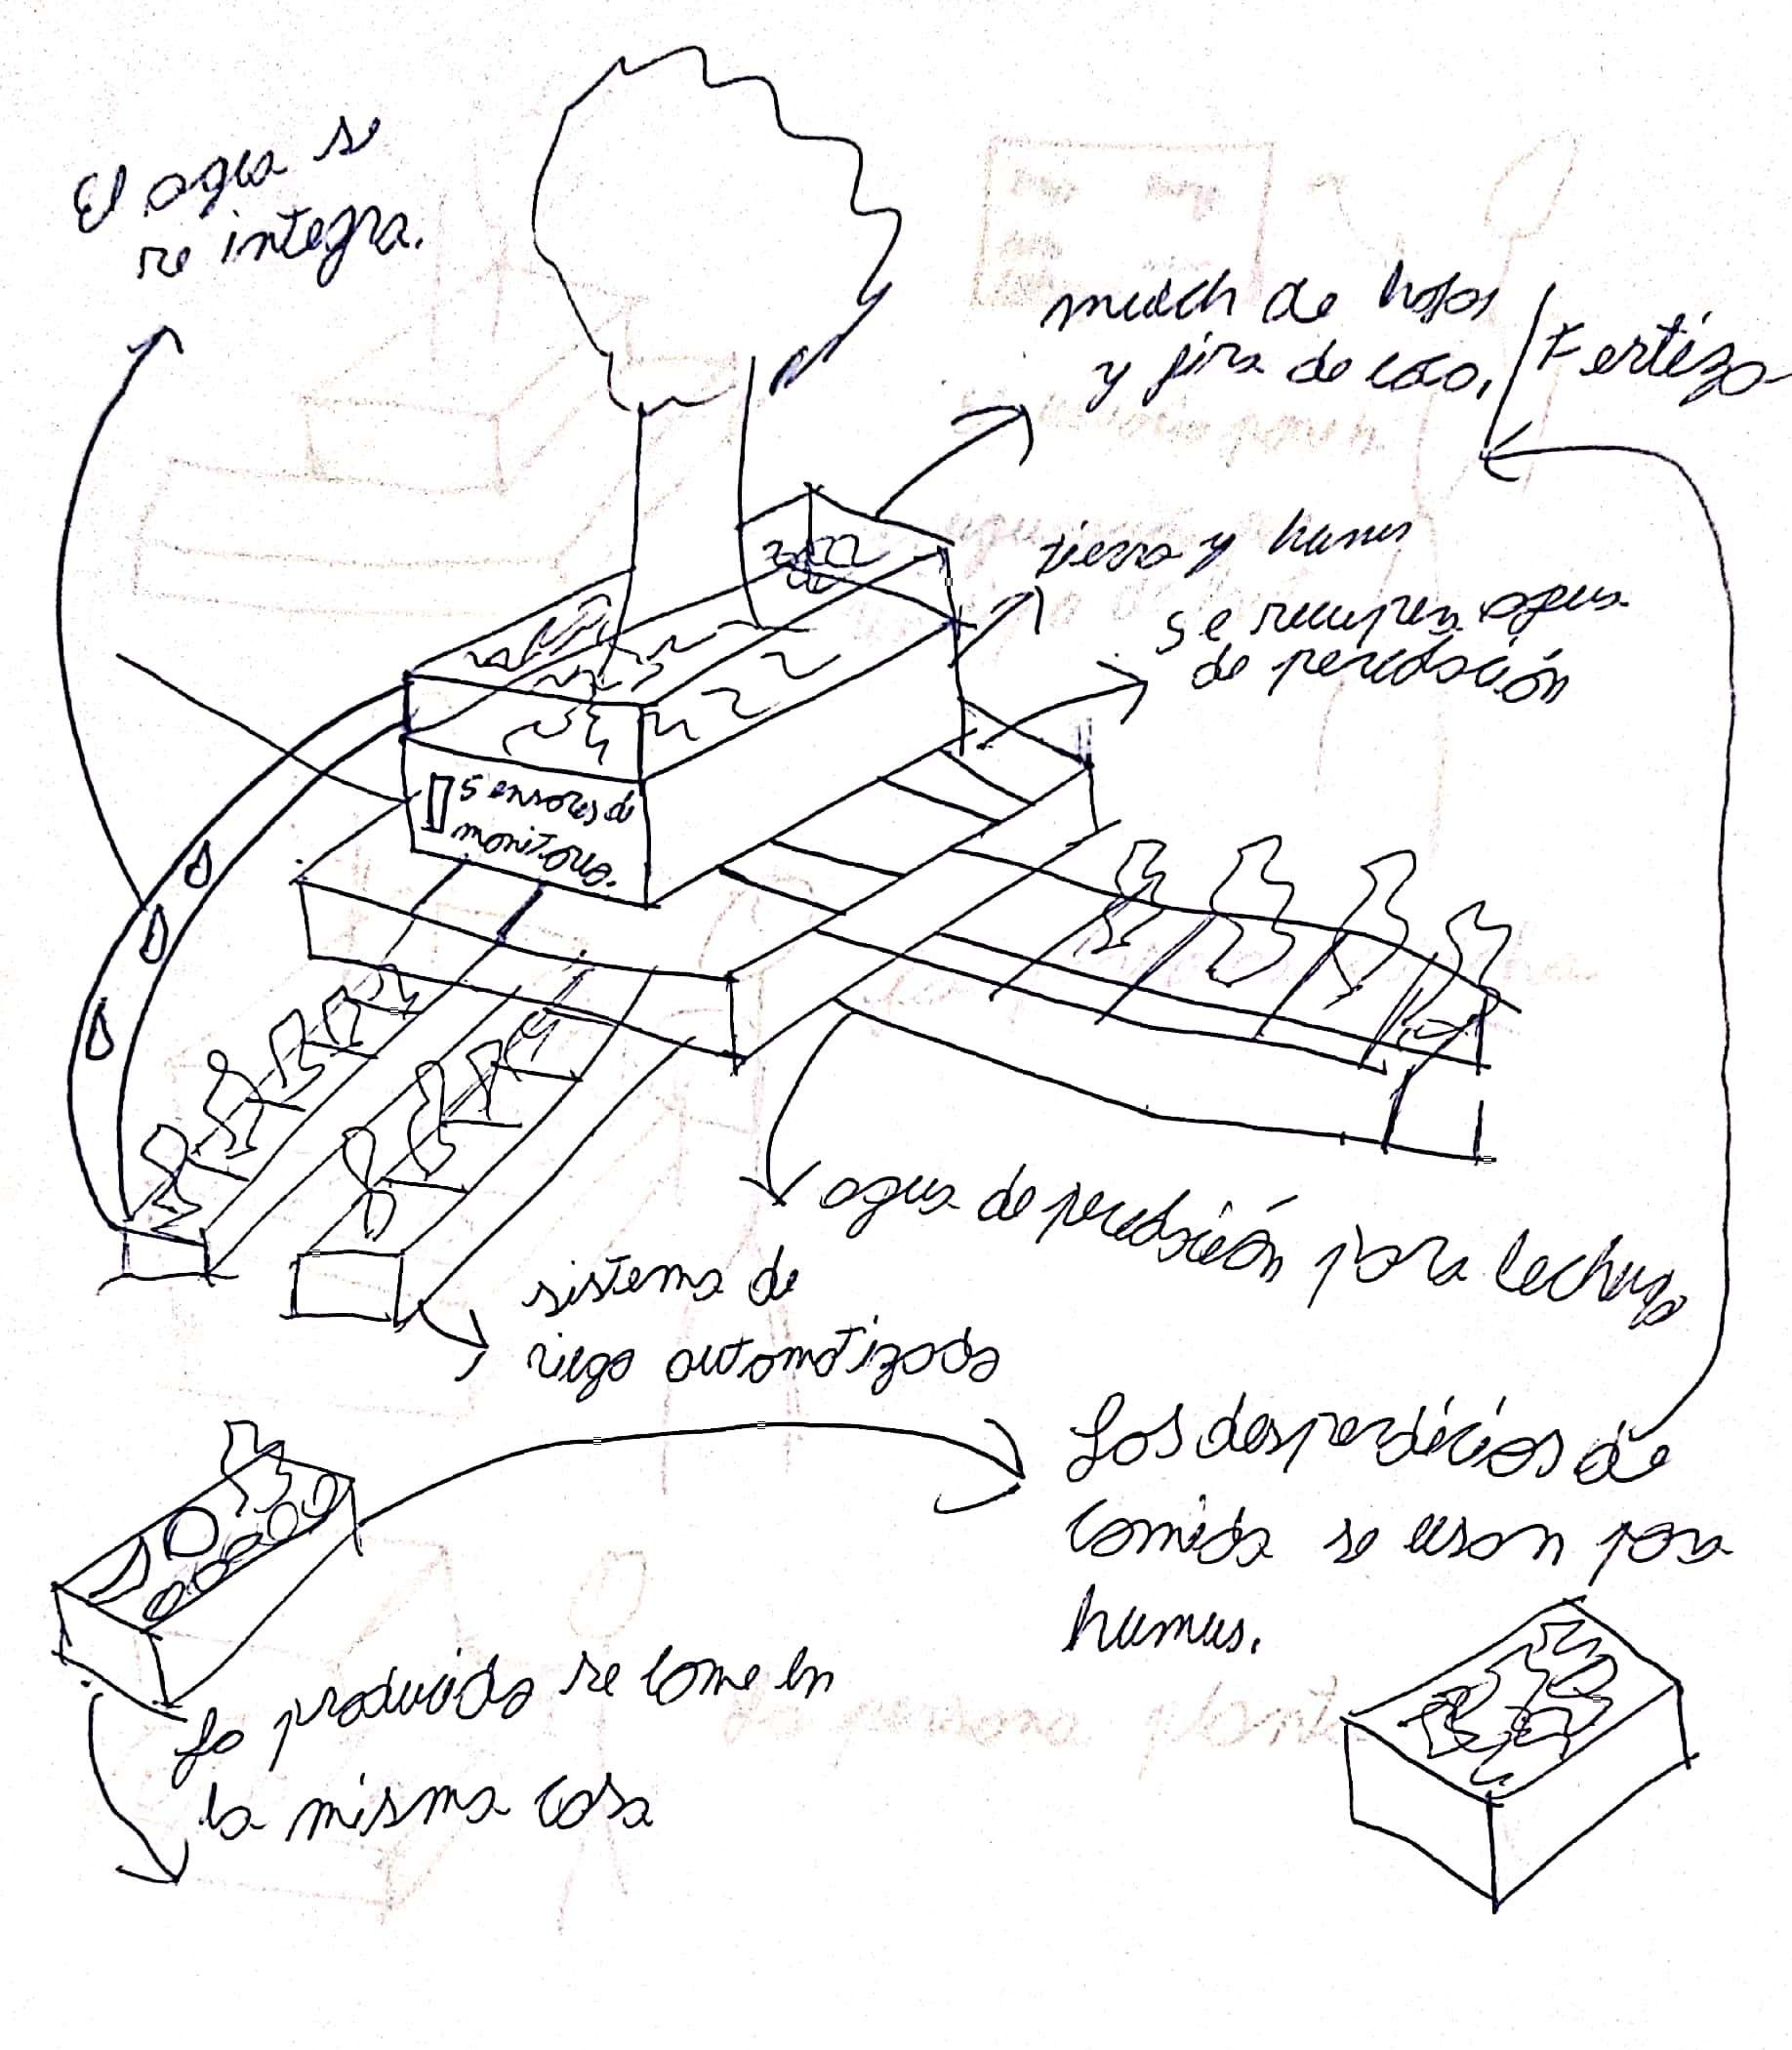 El agua se
re integra.
mulch de hojas
y fira de coco,
Fertiza
tierra y humus
se recupera agua
de percolación
sensores de
monitoreo.
agua de percolación para lechuga
sistema de
riego automatizado
Los desperdicios de
comida se usan para
humus.
Lo producido se come en
la misma casa